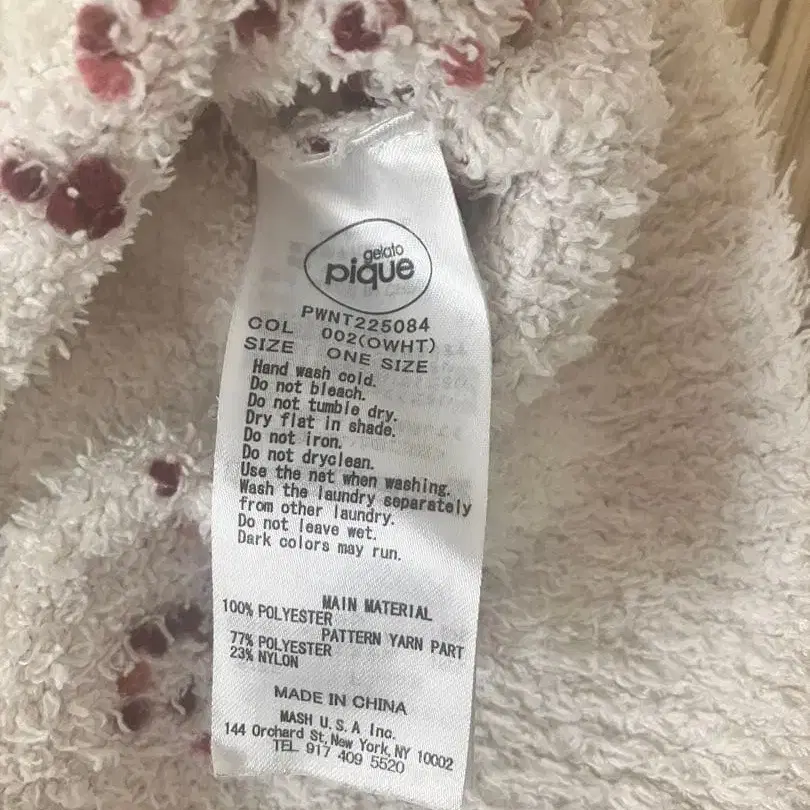 gelato
pique
PWNT225084
COL 002(OWHT)
SIZE ONE SIZE
Hand wash cold.
Do not bleach.
Do not tumble dry.
Dry flat in shade.
Do not iron.
Do not dryclean.
Use the net when washing.
Wash the laundry separately
from other laundry.
Do not leave wet.
Dark colors may run.
MAIN MATERIAL
100% POLYESTER
PATTERN YARN PART
77% POLYESTER
23% NYLON
MADE IN CHINA
MASH U.S.A Inc.
144 Orchard St,New York,NY 10002
TEL 917 409 5520